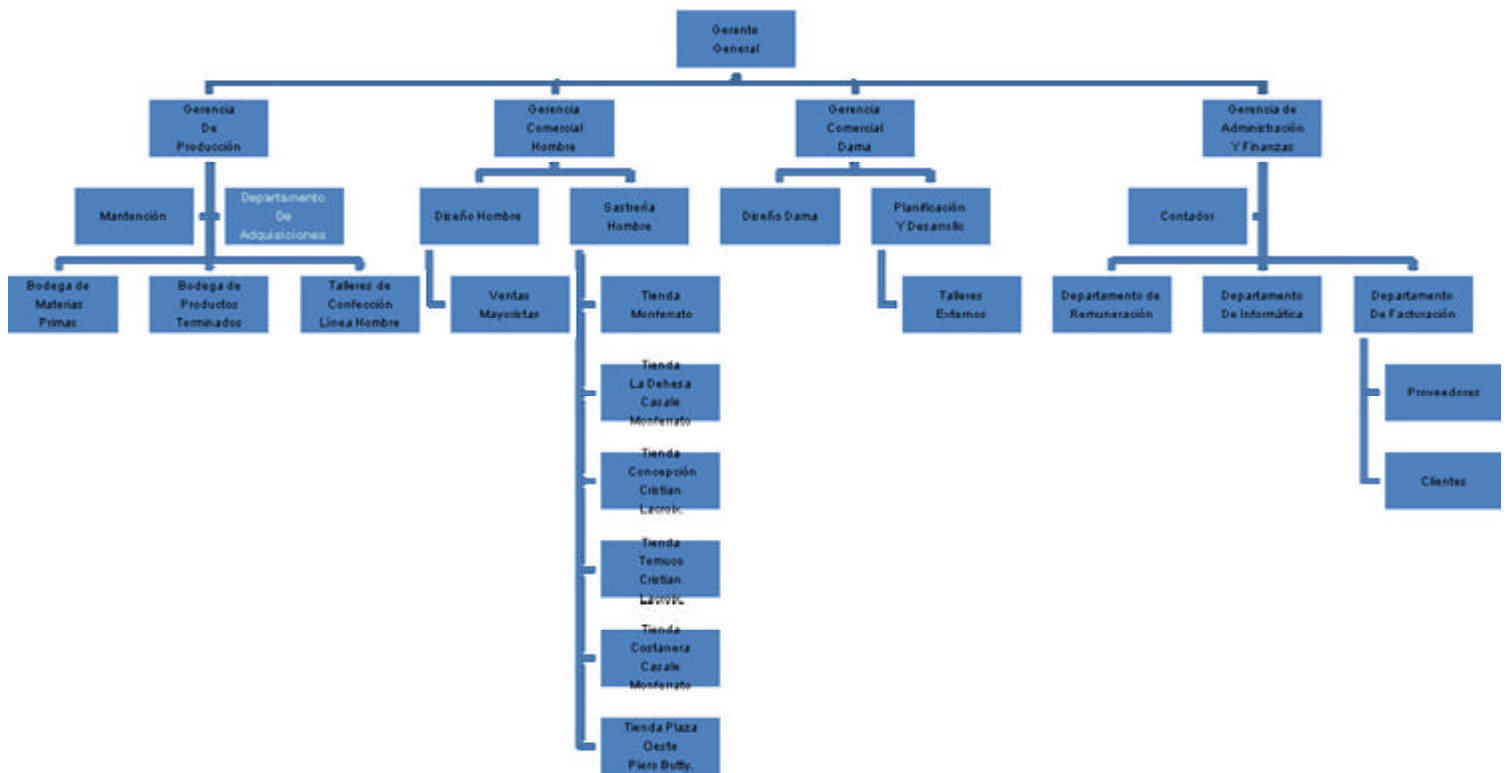 Gerente
General
Gerencia
De
Producción
Gerencia
Comercial
Hombre
Gerencia
Comercial
Dama
Gerencia de
Administración
Y Finanzas
Mantención
Departamento
De
Adquisiciones
Diseño Hombre
Sastrería
Hombre
Diseño Dama
Planificación
Y Desarrollo
Contador
Bodega de
Materias
Primas
Bodega de
Productos
Terminados
Talleres de
Confección
Línea Hombre
Ventas
Mayoristas
Tienda
Monferrato
Talleres
Externos
Departamento de
Remuneración
Departamento
De Informática
Departamento
De Facturación
Tienda
La Dehesa
Casale
Monferrato
Proveedores
Tienda
Concepción
Cristian
Lacroix.
Clientes
Tienda
Temuco
Cristian
Lacroix.
Tienda
Costanera
Casale
Monferrato
Tienda Plaza
Oeste
Piero Butty.